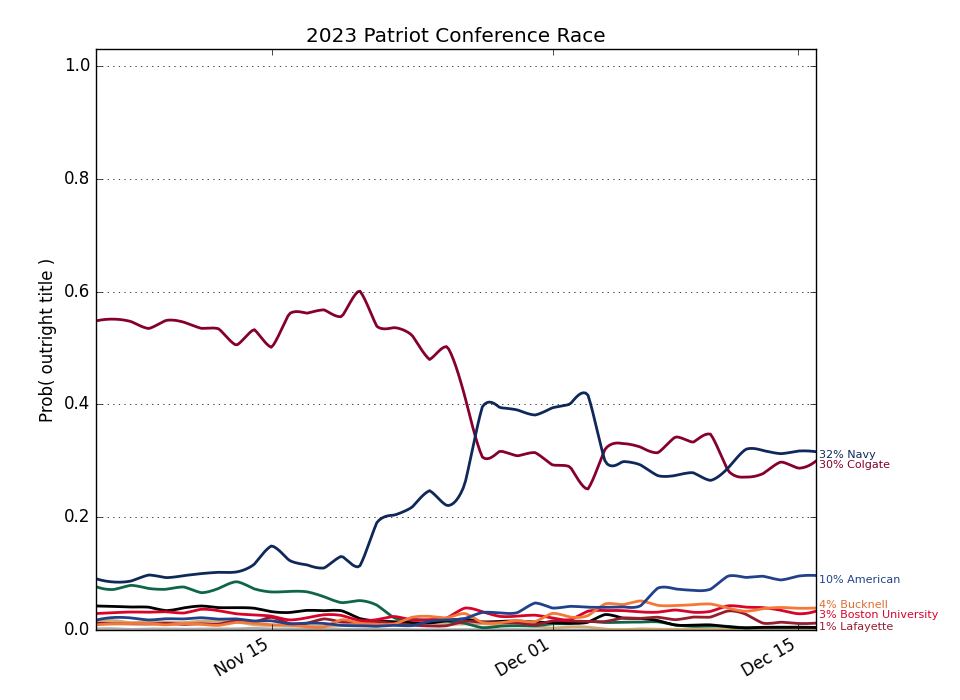 2023 Patriot Conference Race
Prob( outright title )
1.0
0.8
0.6
0.4
0.2
0.0
Nov 15
Dec 01
Dec 15
32% Navy
30% Colgate
10% American
4% Bucknell
3% Boston University
1% Lafayette